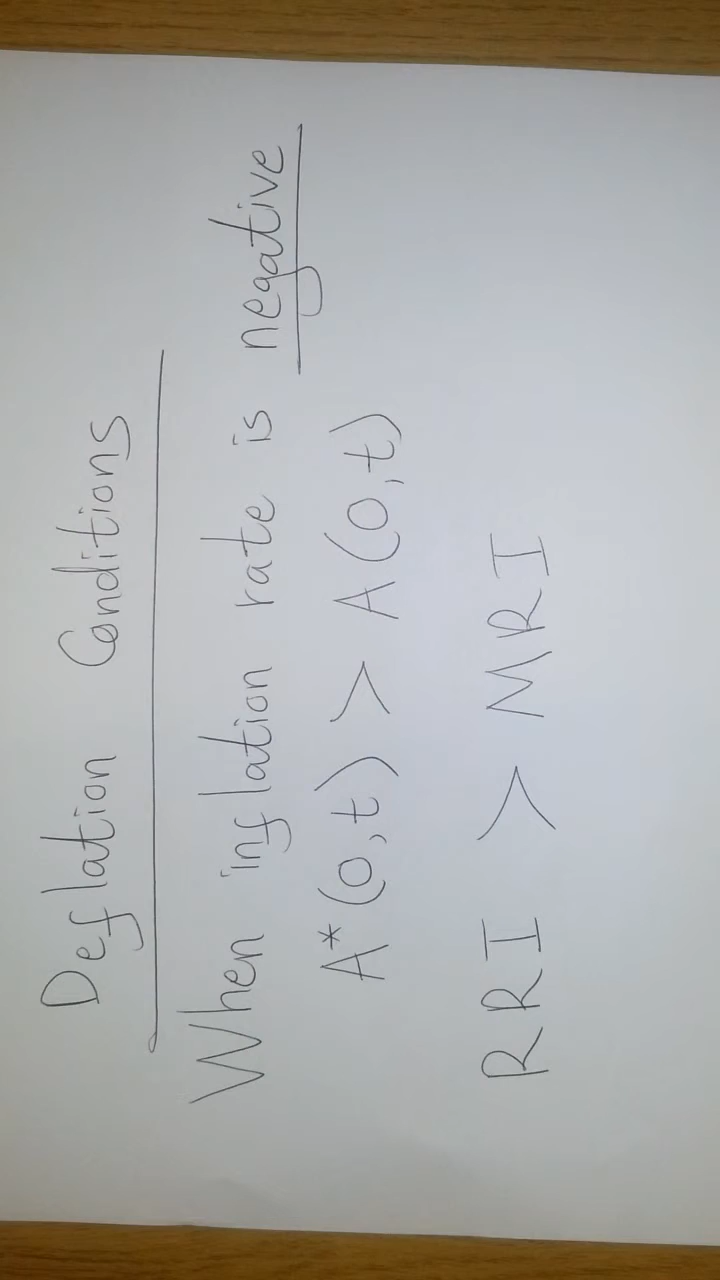 Deflation Conditions
When inflation rate is negative
A*(0,t) > A(0,t)
RRI > MRI